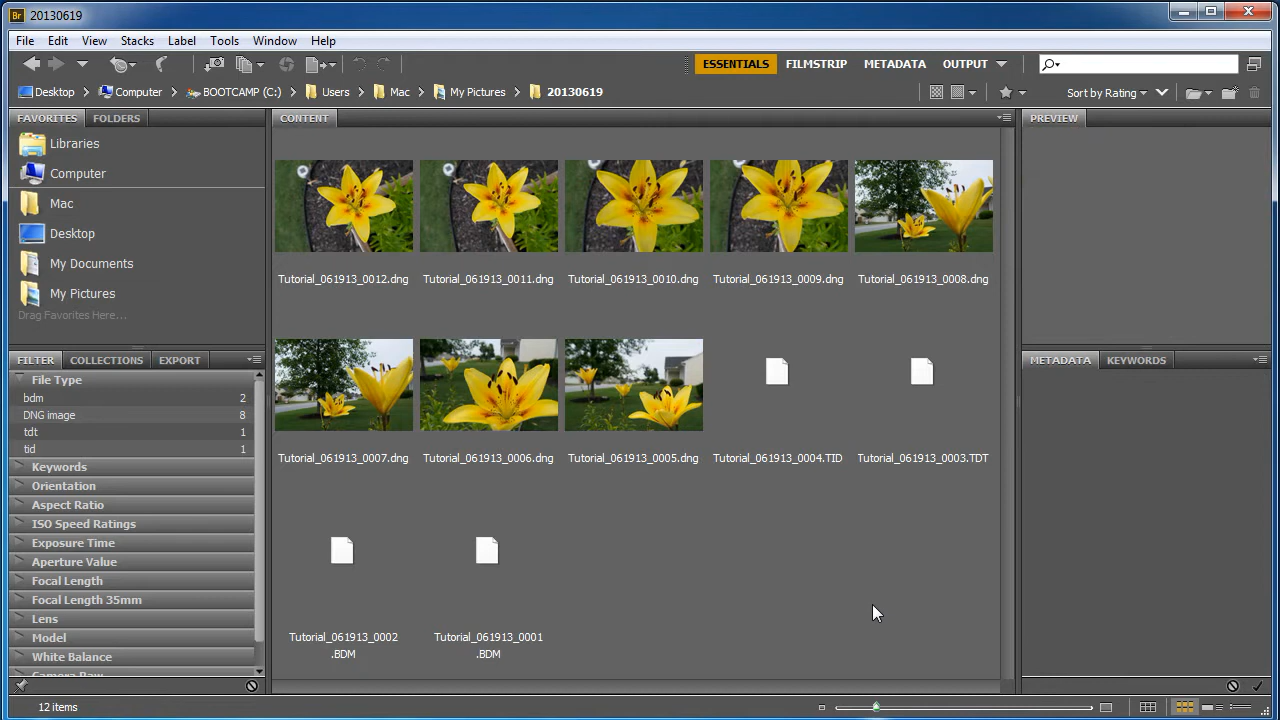 Br 20130619
File Edit View Stacks Label Tools Window Help
ESSENTIALS FILMSTRIP METADATA OUTPUT
Desktop Computer BOOTCAMP (C:) Users Mac My Pictures 20130619 Sort by Rating
FAVORITES FOLDERS
Libraries
Computer
Mac
Desktop
My Documents
My Pictures
Drag Favorites Here...
FILTER COLLECTIONS EXPORT
File Type
bdm 2
DNG image 8
tdt 1
tid 1
Keywords
Orientation
Aspect Ratio
ISO Speed Ratings
Exposure Time
Aperture Value
Focal Length
Focal Length 35mm
Lens
Model
White Balance
Camera Raw
CONTENT
Tutorial_061913_0012.dng Tutorial_061913_0011.dng Tutorial_061913_0010.dng Tutorial_061913_0009.dng Tutorial_061913_0008.dng
Tutorial_061913_0007.dng Tutorial_061913_0006.dng Tutorial_061913_0005.dng Tutorial_061913_0004.TID Tutorial_061913_0003.TDT
Tutorial_061913_0002 Tutorial_061913_0001
.BDM .BDM
PREVIEW
METADATA KEYWORDS
12 items